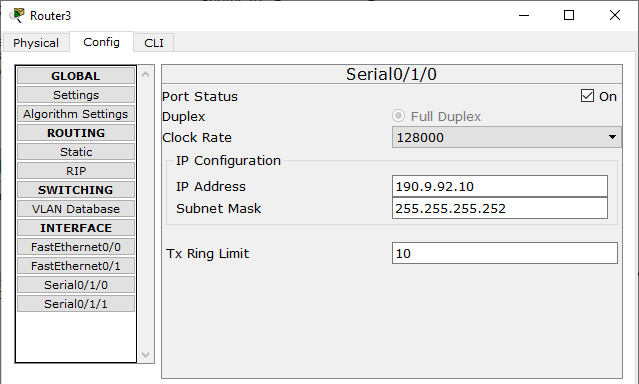 Router3
Physical Config CLI
GLOBAL
Settings
Algorithm Settings
ROUTING
Static
RIP
SWITCHING
VLAN Database
INTERFACE
FastEthernet0/0
FastEthernet0/1
Serial0/1/0
Serial0/1/1
Serial0/1/0
Port Status On
Duplex Full Duplex
Clock Rate 128000
IP Configuration
IP Address 190.9.92.10
Subnet Mask 255.255.255.252
Tx Ring Limit 10